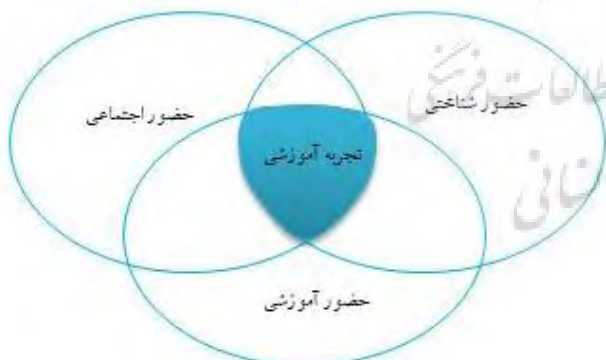 حضور شناختی
حضور اجتماعی
تجربه آموزشی
حضور آموزشی